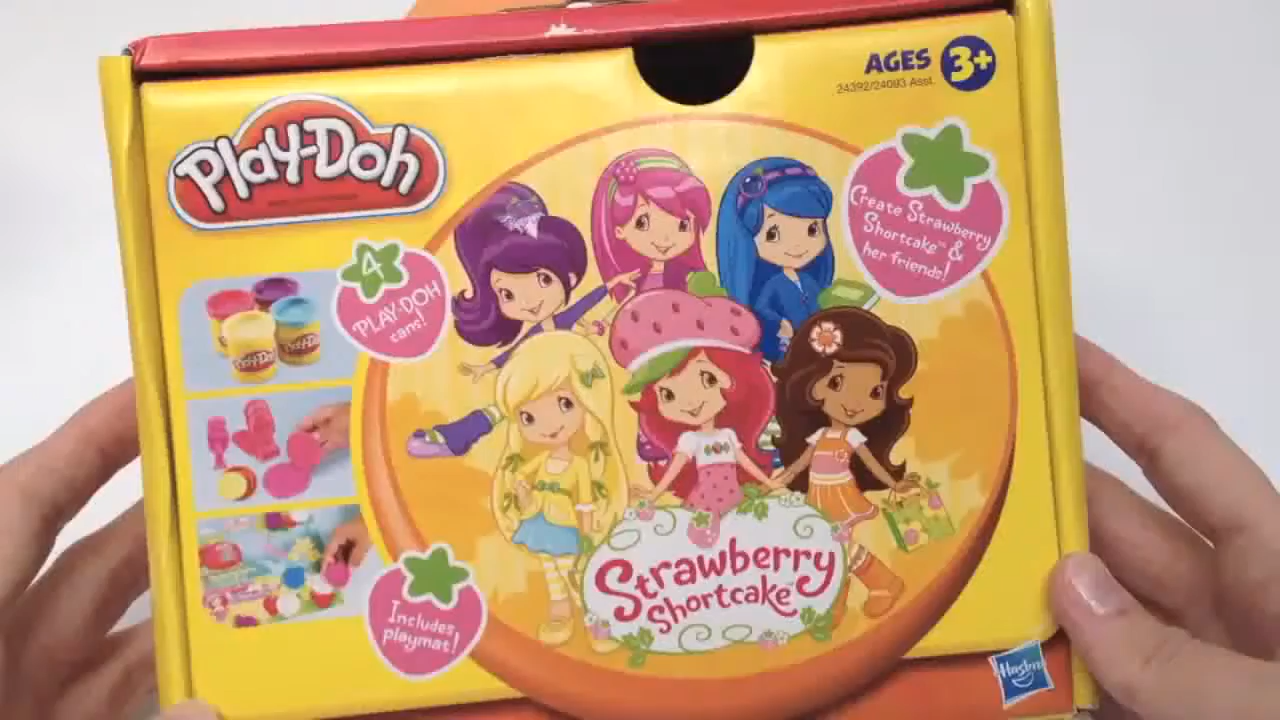 AGES 3+
24392/24093 Asst.
PLAY-DOH
Create Strawberry
Shortcake™ &
her friends!
4
PLAY-DOH
cans!
Play-Doh
Play-Doh
Includes
playmat!
Strawberry
Shortcake™
Hasbro